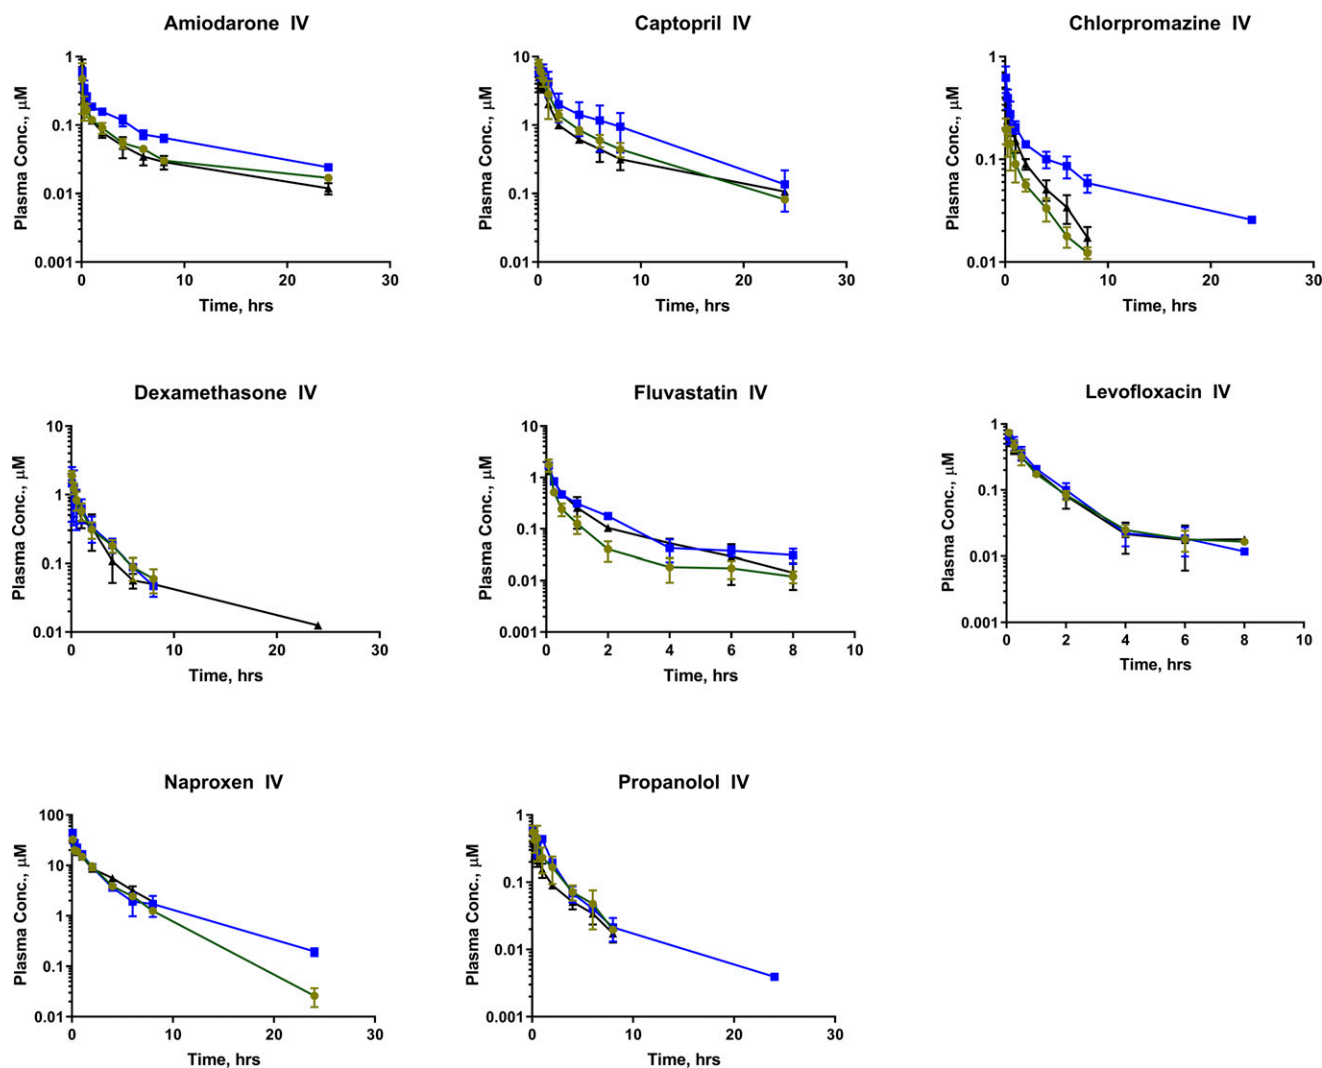 Amiodarone IV
Plasma Conc., µM
1
0.1
0.01
0.001
0 10 20 30
Time, hrs
Captopril IV
Plasma Conc., µM
10
1
0.1
0.01
0 10 20 30
Time, hrs
Chlorpromazine IV
Plasma Conc., µM
1
0.1
0.01
0 10 20 30
Time, hrs
Dexamethasone IV
Plasma Conc., µM
10
1
0.1
0.01
0 10 20 30
Time, hrs
Fluvastatin IV
Plasma Conc., µM
10
1
0.1
0.01
0.001
0 2 4 6 8 10
Time, hrs
Levofloxacin IV
Plasma Conc., µM
1
0.1
0.01
0.001
0 2 4 6 8 10
Time, hrs
Naproxen IV
Plasma Conc., µM
100
10
1
0.1
0.01
0 10 20 30
Time, hrs
Propanolol IV
Plasma Conc., µM
1
0.1
0.01
0.001
0 10 20 30
Time, hrs